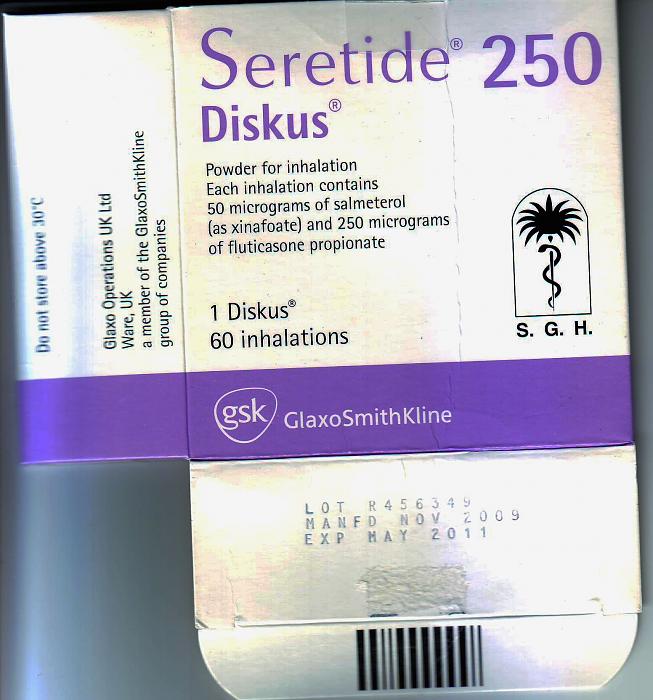 Seretide® 250
Diskus®
Powder for inhalation
Each inhalation contains
50 micrograms of salmeterol
(as xinafoate) and 250 micrograms
of fluticasone propionate
1 Diskus®
60 inhalations
S. G. H.
gsk GlaxoSmithKline
Do not store above 30°C
Glaxo Operations UK Ltd
Ware, UK
a member of the GlaxoSmithKline
group of companies
LOT R456349
MANFD NOV 2009
EXP MAY 2011